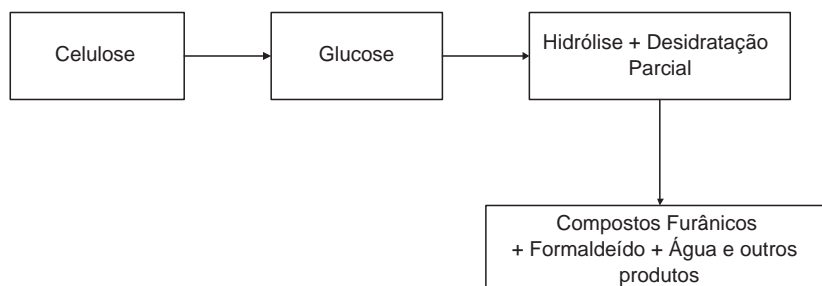 Celulose
Glucose
Hidrólise + Desidratação
Parcial
Compostos Furânicos
+ Formaldeído + Água e outros
produtos